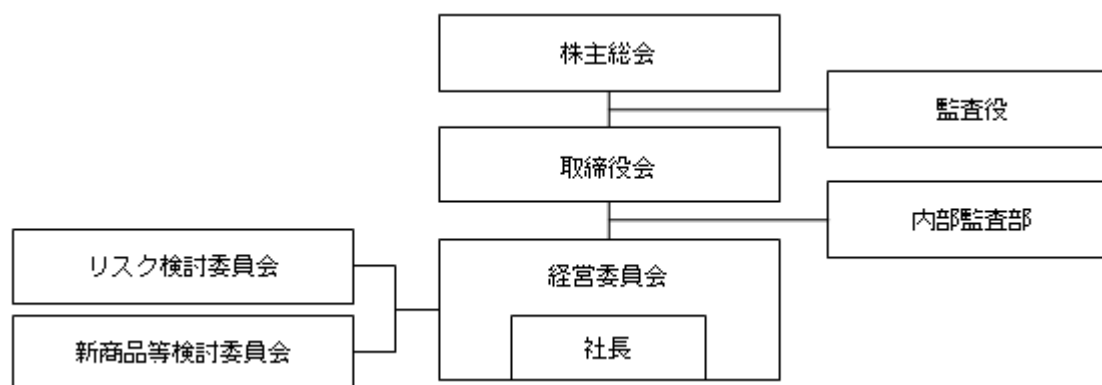 株主総会
監査役
取締役会
内部監査部
リスク検討委員会
経営委員会
新商品等検討委員会
社長